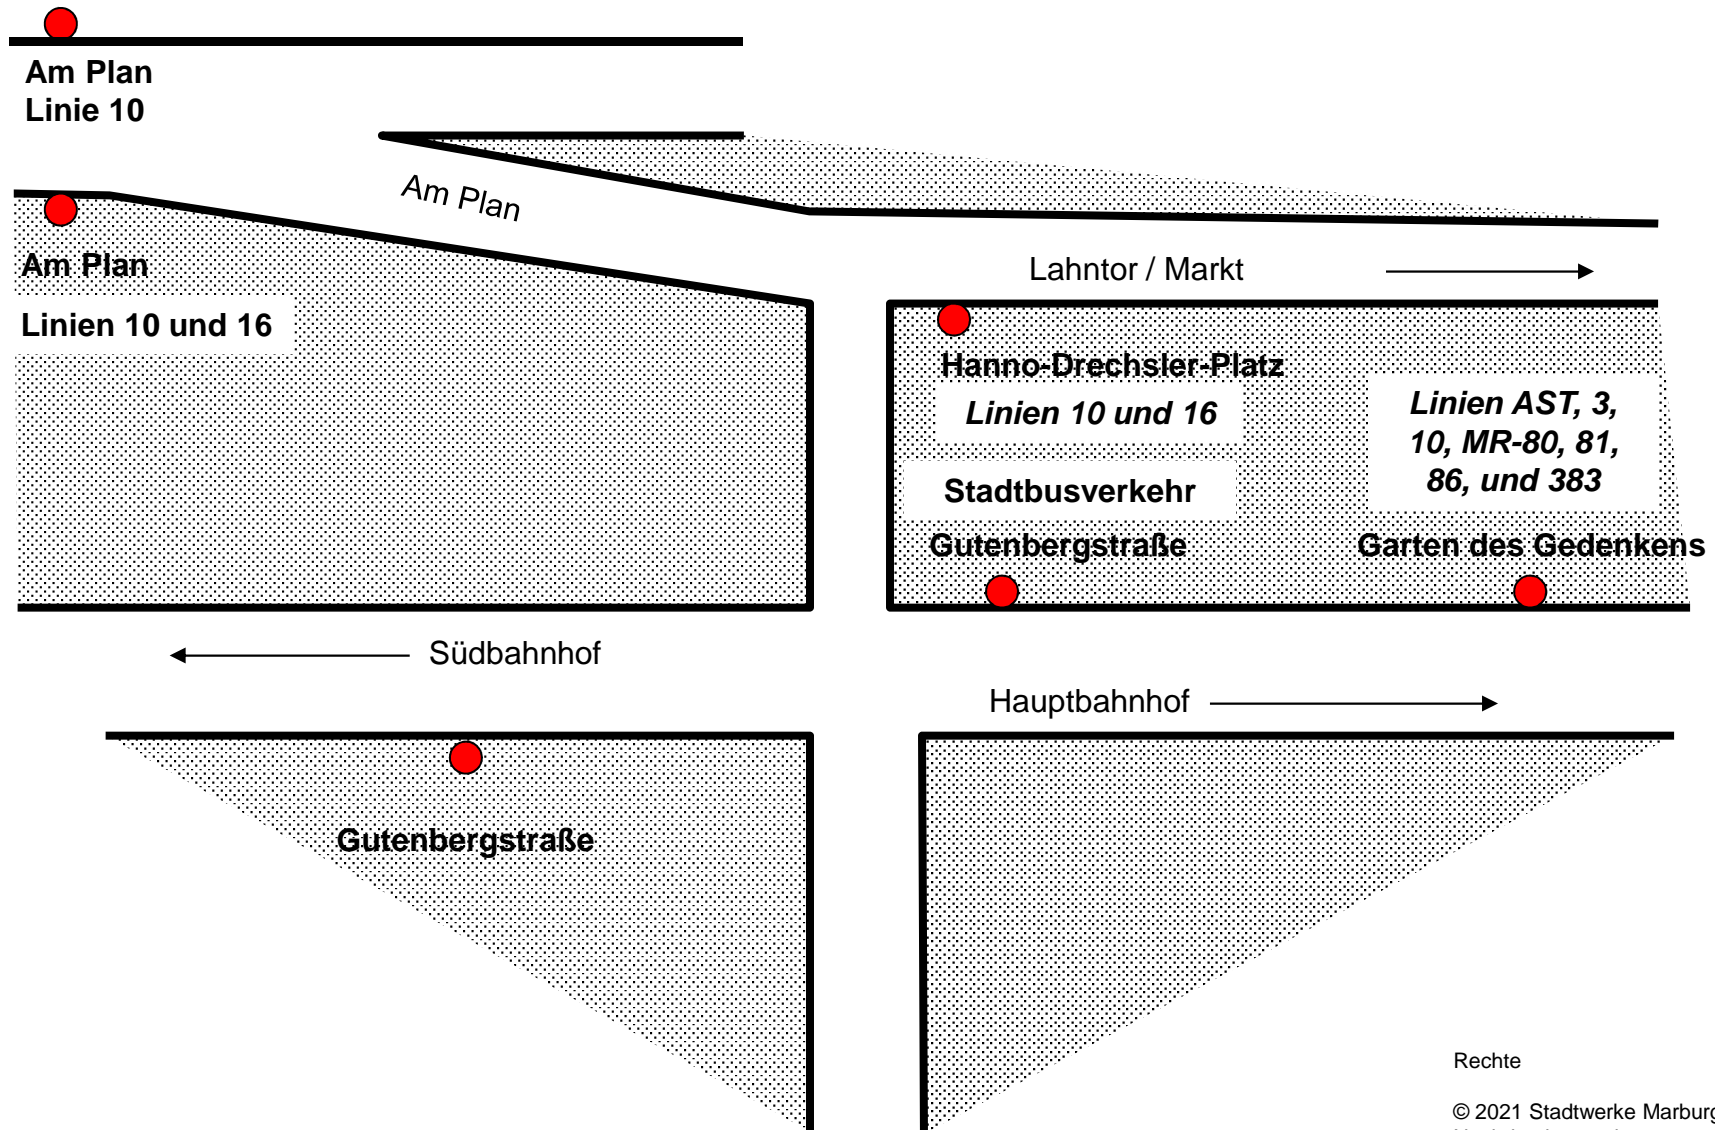 Am Plan
Linie 10
Am Plan
Am Plan
Linien 10 und 16
Lahntor / Markt
Hanno-Drechsler-Platz
Linien 10 und 16
Linien AST, 3,
10, MR-80, 81,
86, und 383
Stadtbusverkehr
Gutenbergstraße
Garten des Gedenkens
Südbahnhof
Hauptbahnhof
Gutenbergstraße
Rechte
© 2021 Stadtwerke Marburg